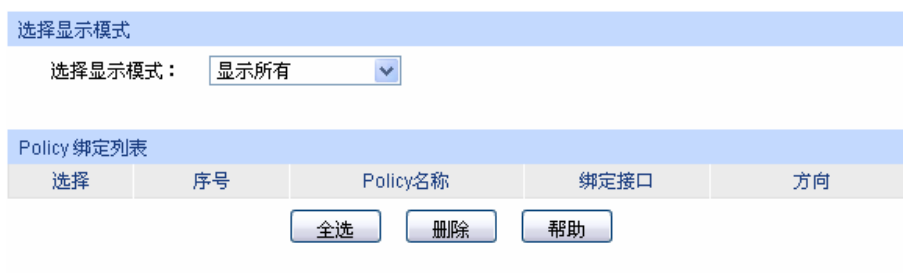 选择显示模式
选择显示模式： 显示所有
Policy 绑定列表
选择 序号 Policy名称 绑定接口 方向
全选 删除 帮助